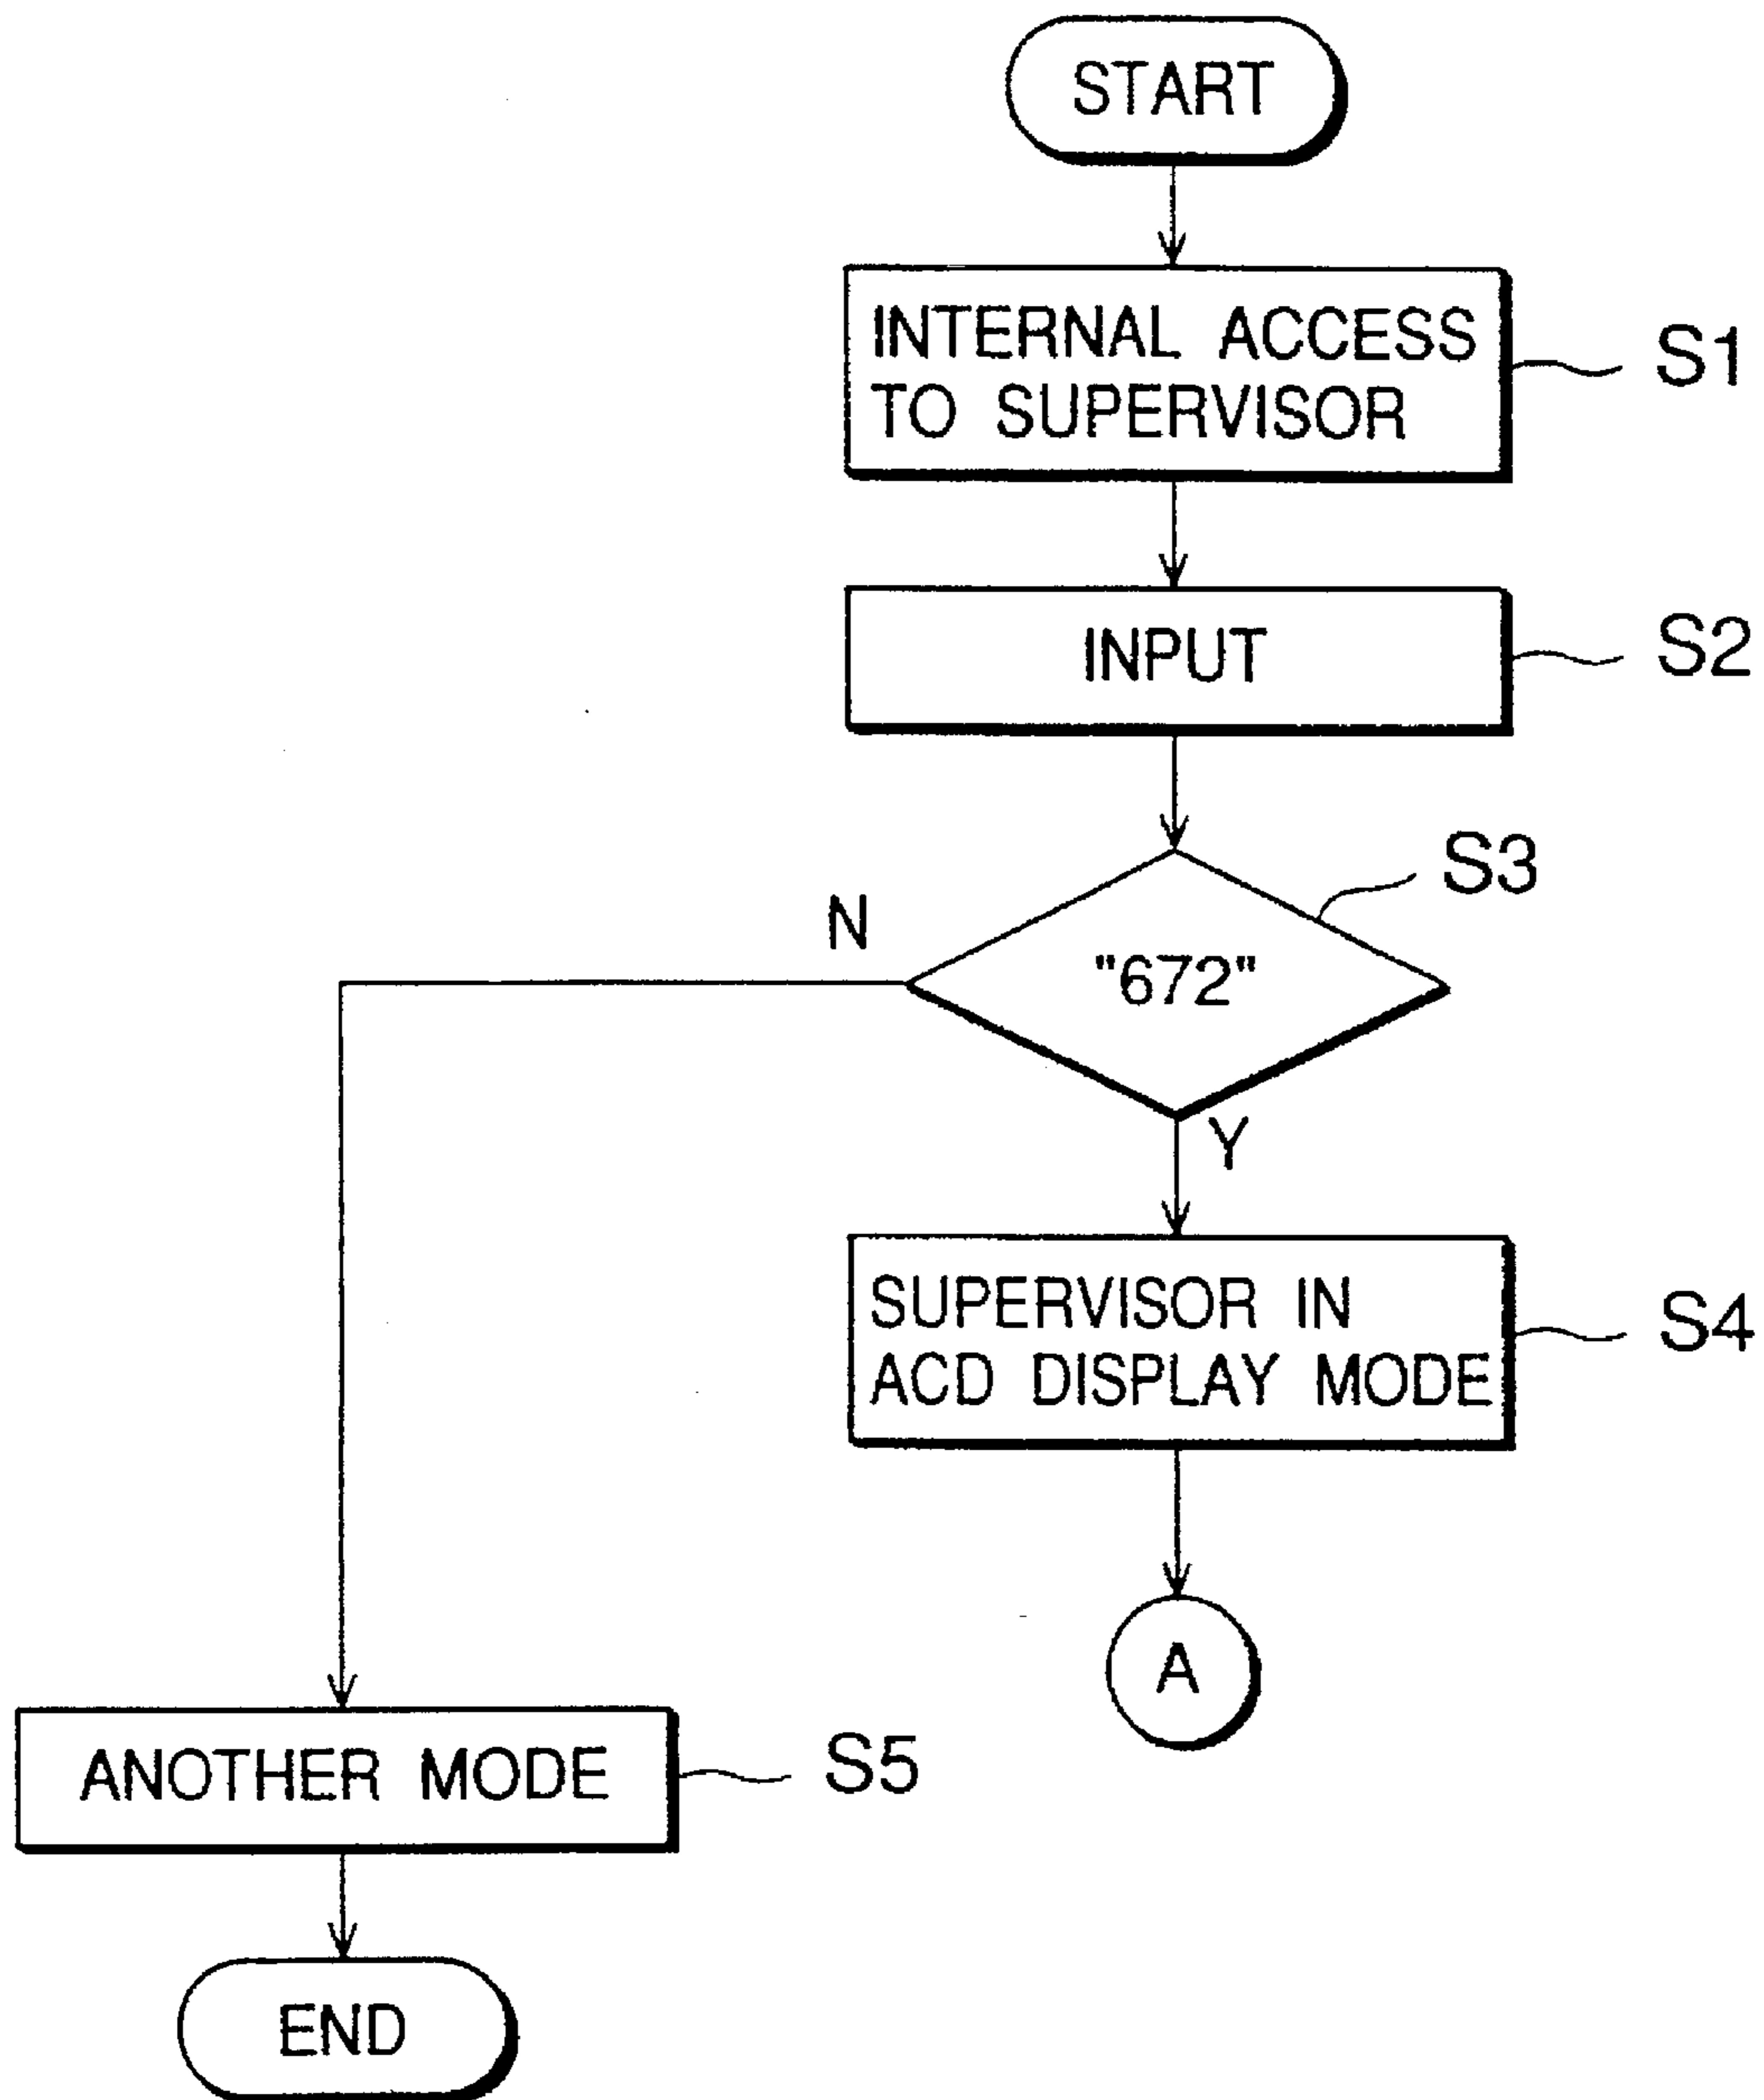 START
INTERNAL ACCESS
TO SUPERVISOR
S1
INPUT
S2
S3
N
"672"
Y
SUPERVISOR IN
ACD DISPLAY MODE
S4
A
ANOTHER MODE
S5
END